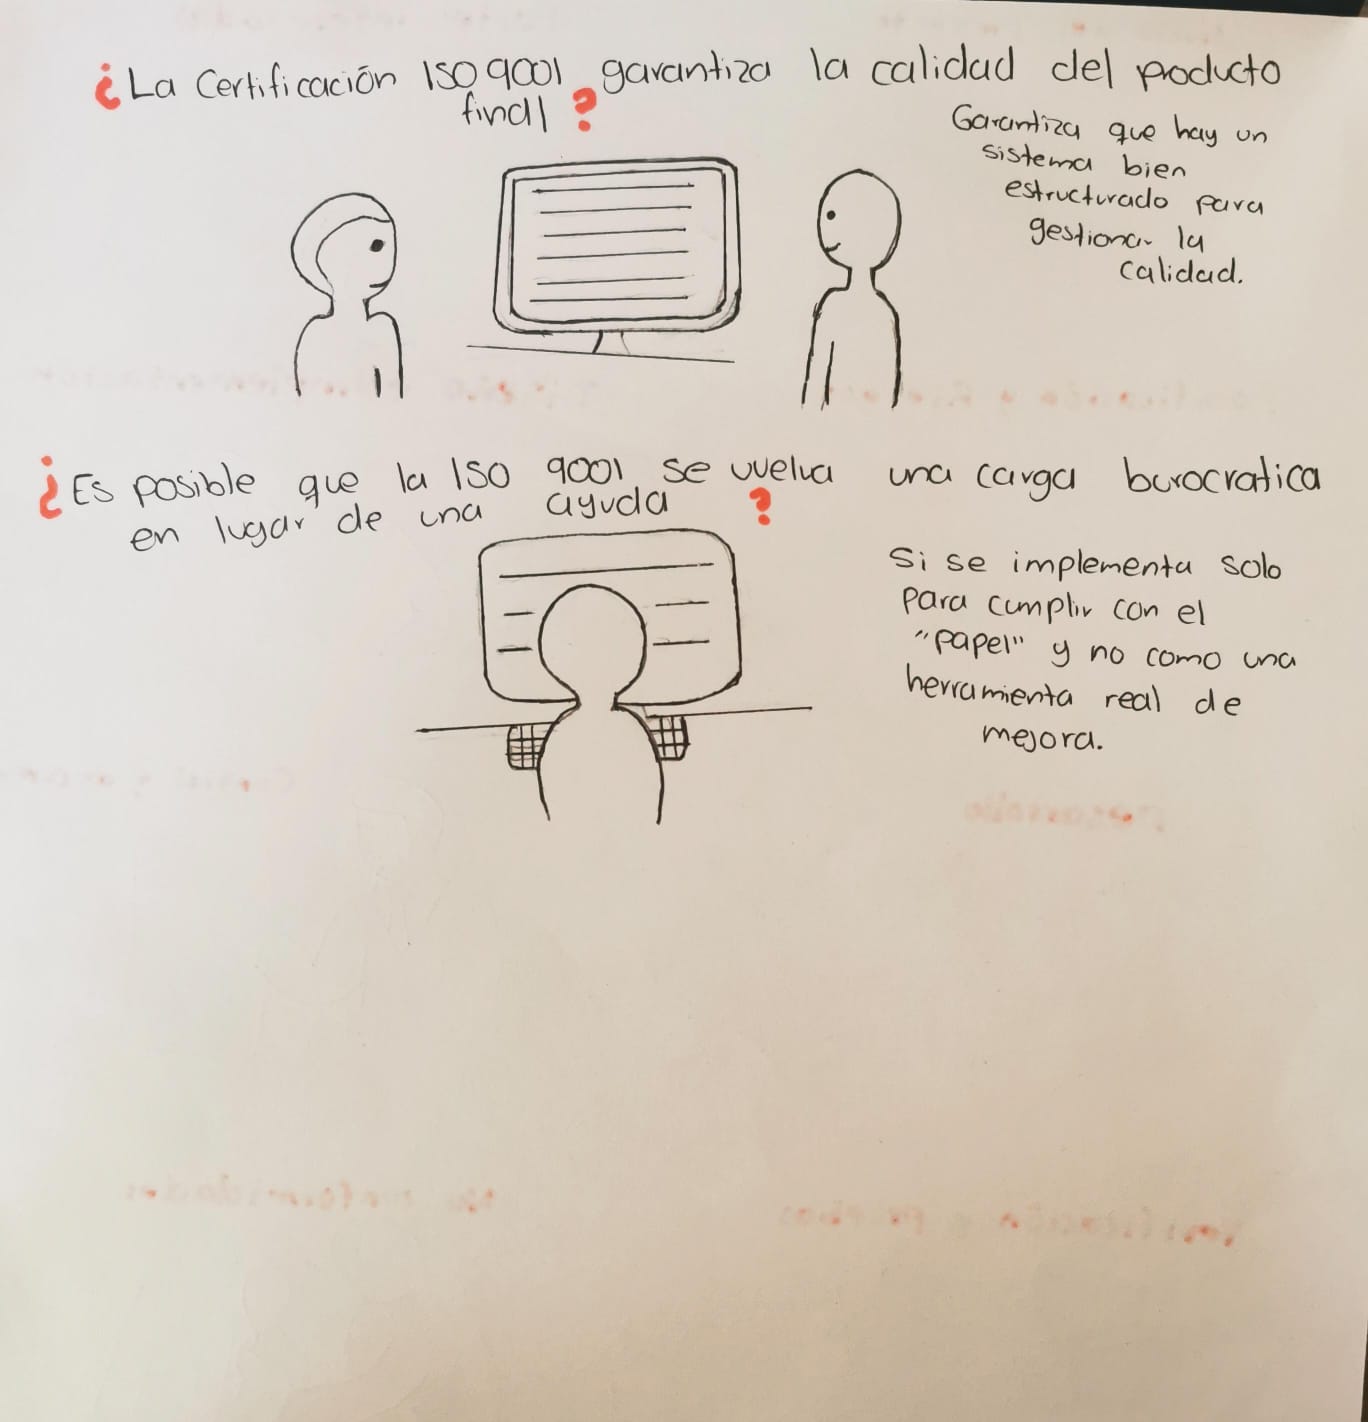 ¿La Certificación ISO 9001 garantiza la calidad del producto
final?
Garantiza que hay un
sistema bien
estructurado para
gestionar la
calidad.
¿Es posible que la ISO 9001 se vuelva una carga burocratica
en lugar de una ayuda ?
Si se implementa solo
para cumplir con el
"papel" y no como una
herramienta real de
mejora.